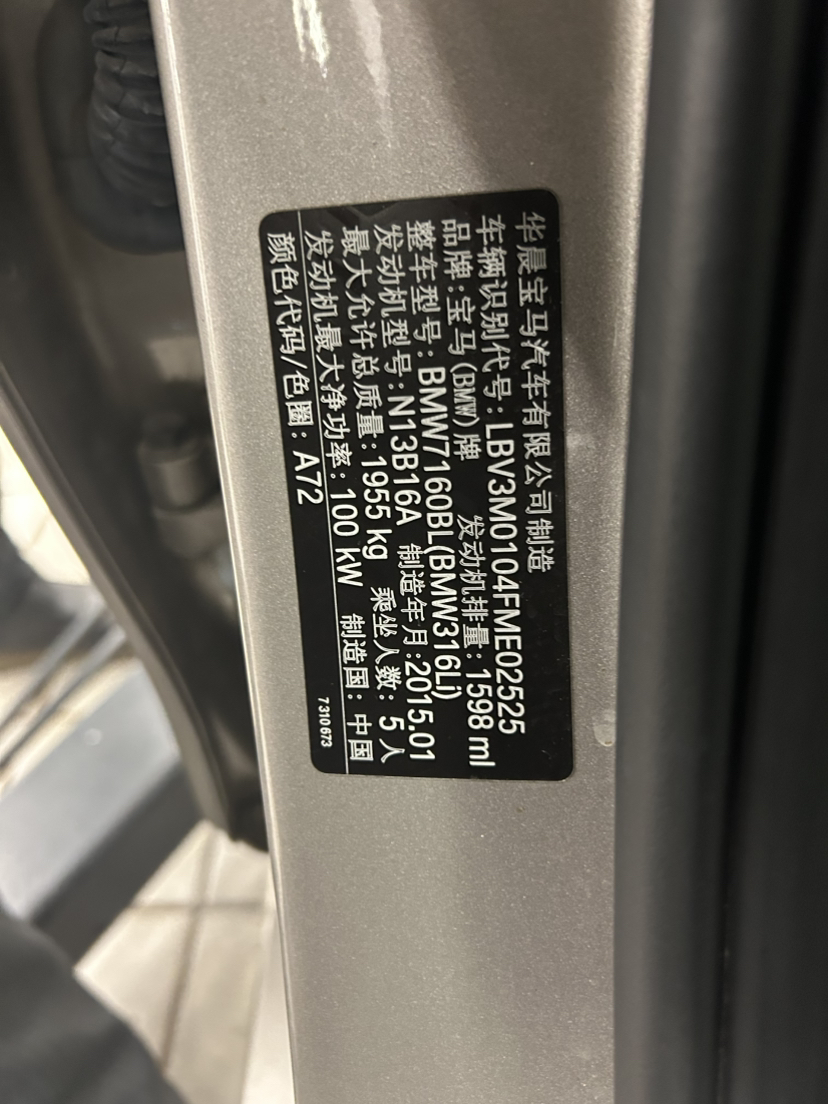 华晨宝马汽车有限公司制造
车辆识别代号: LBV3M0104FME02525
品牌:宝马(BMW)牌 发动机排量: 1598 ml
整车型号: BMW7160BL(BMW316Li)
发动机型号: N13B16A 制造年月:2015.01
最大允许总质量: 1955 kg 乘坐人数: 5 人
发动机最大净功率: 100 kW 制造国: 中国
颜色代码/色圈: A72
7310673